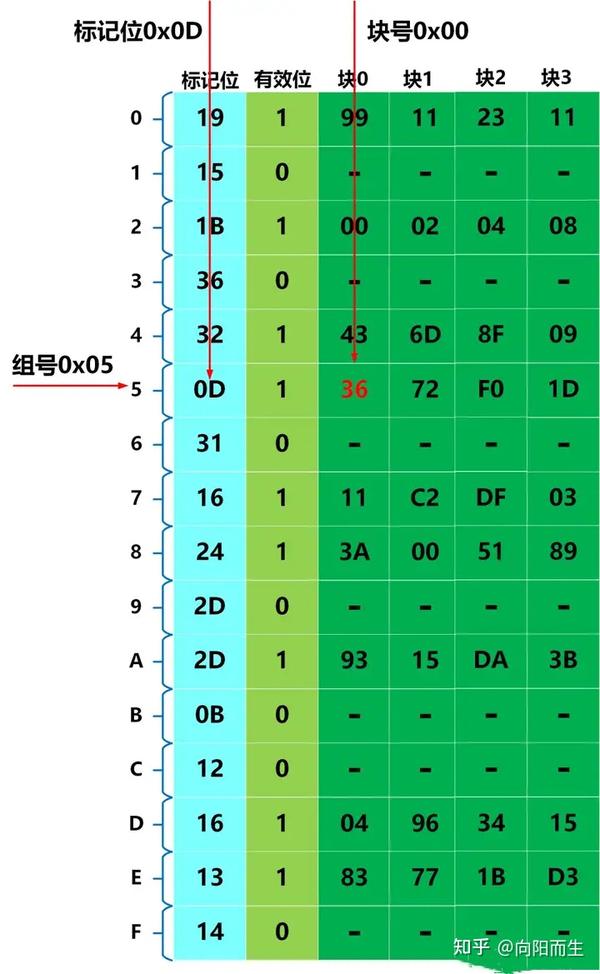 标记位0x0D 块号0x00
标记位 有效位 块0 块1 块2 块3
0 19 1 99 11 23 11
1 15 0 - - - -
2 1B 1 00 02 04 08
3 36 0 - - - -
4 32 1 43 6D 8F 09
组号0x05
5 0D 1 36 72 F0 1D
6 31 0 - - - -
7 16 1 11 C2 DF 03
8 24 1 3A 00 51 89
9 2D 0 - - - -
A 2D 1 93 15 DA 3B
B 0B 0 - - - -
C 12 0 - - - -
D 16 1 04 96 34 15
E 13 1 83 77 1B D3
F 14 0 - - - -
知乎 @向阳而生